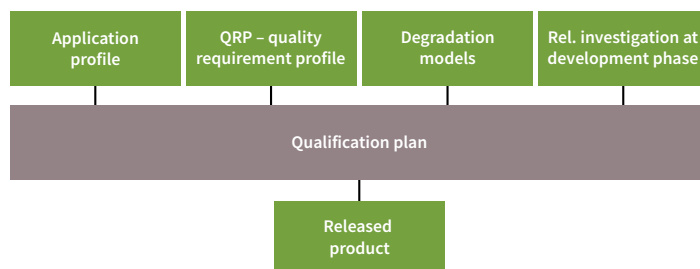 Application
profile
QRP – quality
requirement profile
Degradation
models
Rel. investigation at
development phase
Qualification plan
Released
product